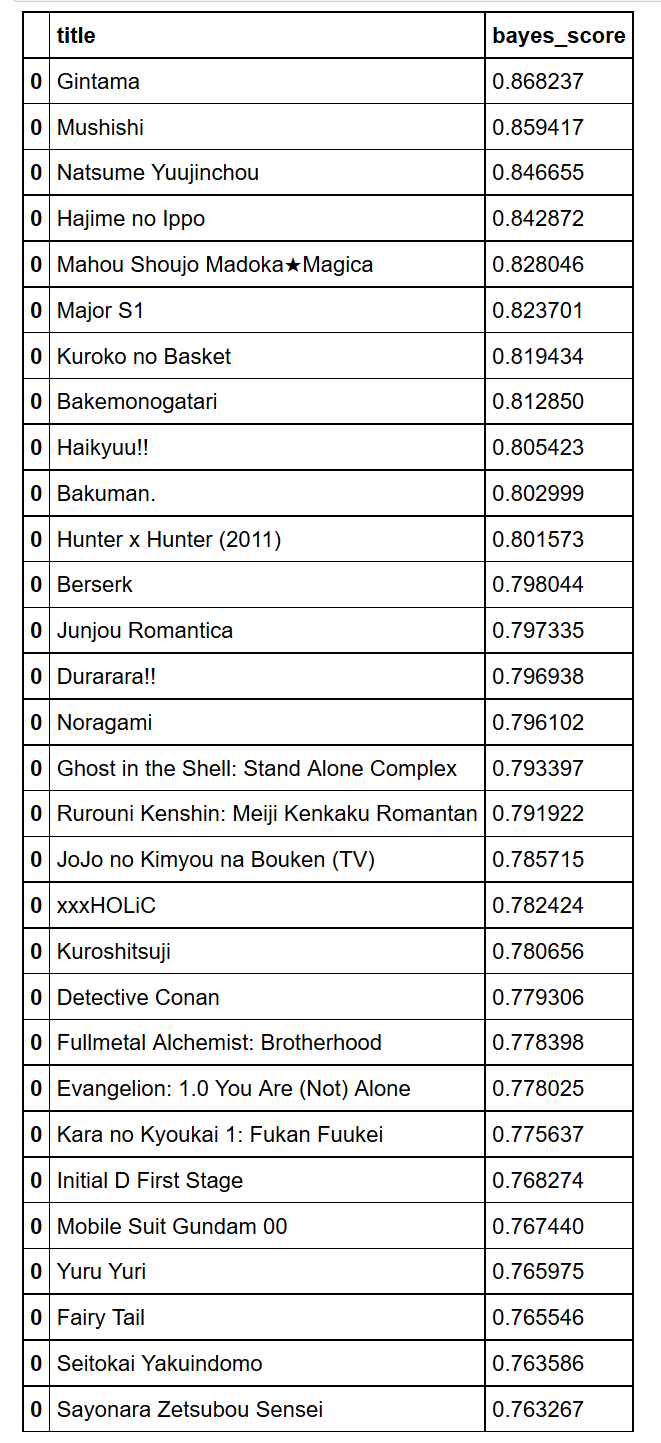 title bayes_score
0 Gintama 0.868237
0 Mushishi 0.859417
0 Natsume Yuujinchou 0.846655
0 Hajime no Ippo 0.842872
0 Mahou Shoujo Madoka★Magica 0.828046
0 Major S1 0.823701
0 Kuroko no Basket 0.819434
0 Bakemonogatari 0.812850
0 Haikyuu!! 0.805423
0 Bakuman. 0.802999
0 Hunter x Hunter (2011) 0.801573
0 Berserk 0.798044
0 Junjou Romantica 0.797335
0 Durarara!! 0.796938
0 Noragami 0.796102
0 Ghost in the Shell: Stand Alone Complex 0.793397
0 Rurouni Kenshin: Meiji Kenkaku Romantan 0.791922
0 JoJo no Kimyou na Bouken (TV) 0.785715
0 xxxHOLiC 0.782424
0 Kuroshitsuji 0.780656
0 Detective Conan 0.779306
0 Fullmetal Alchemist: Brotherhood 0.778398
0 Evangelion: 1.0 You Are (Not) Alone 0.778025
0 Kara no Kyoukai 1: Fukan Fuukei 0.775637
0 Initial D First Stage 0.768274
0 Mobile Suit Gundam 00 0.767440
0 Yuru Yuri 0.765975
0 Fairy Tail 0.765546
0 Seitokai Yakuindomo 0.763586
0 Sayonara Zetsubou Sensei 0.763267